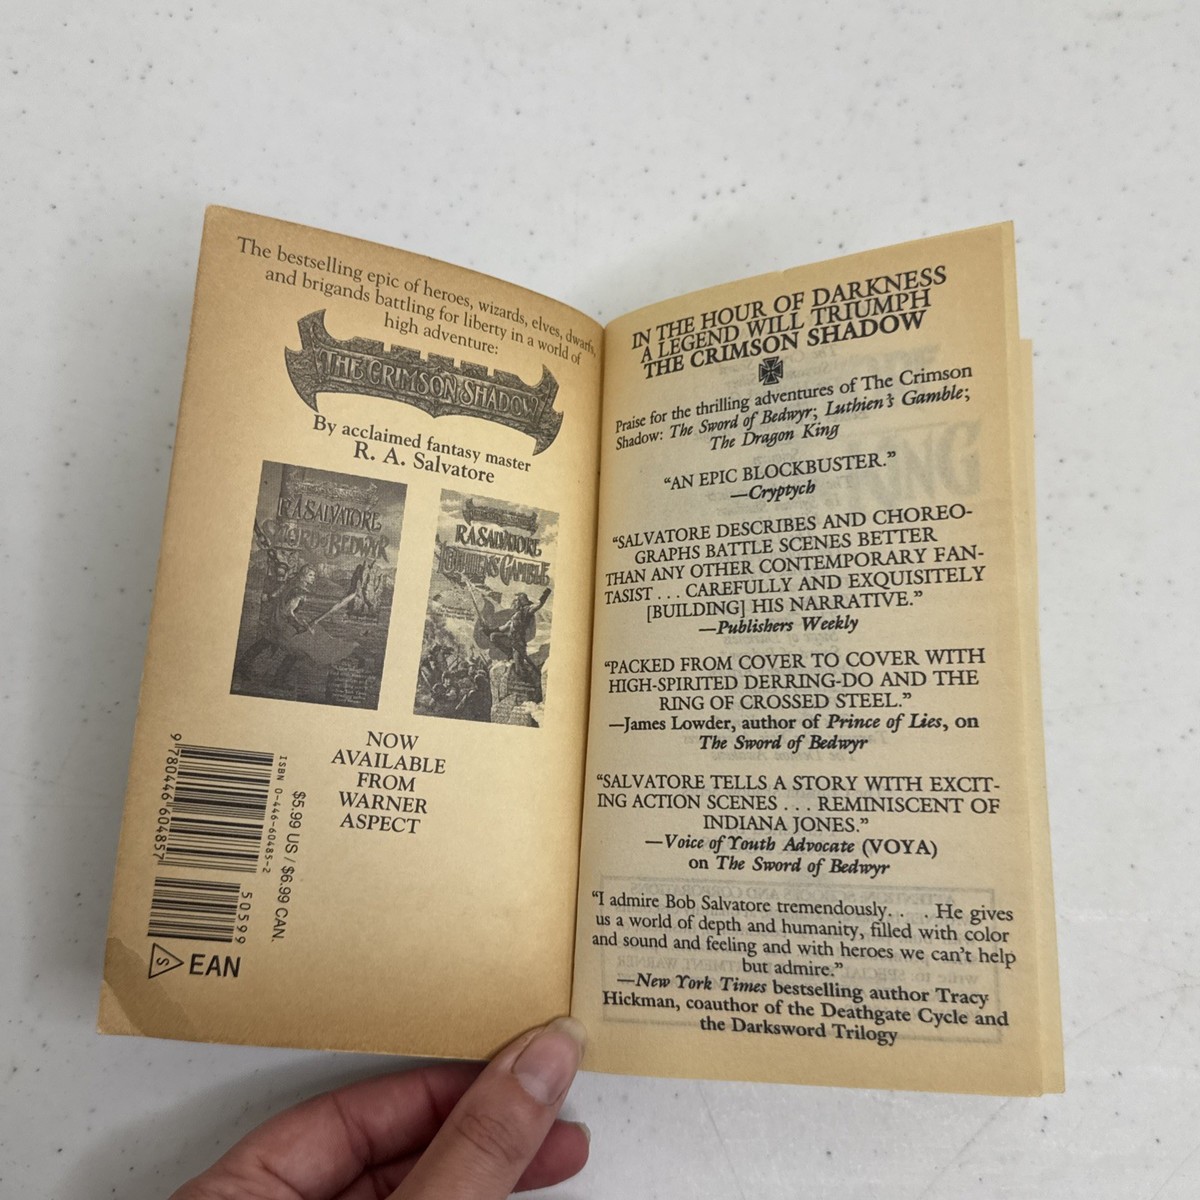 The bestselling epic of heroes, wizards, elves, dwarfs,
and brigands battling for liberty in a world of
high adventure:
THE CRIMSON SHADOW
By acclaimed fantasy master
R. A. Salvatore
R.A. SALVATORE
SWORD OF BEDWYR
R.A. SALVATORE
LUTHIEN'S GAMBLE
NOW
AVAILABLE
FROM
WARNER
ASPECT
9 780446 604857
ISBN 0-446-60485-2
$5.99 US / $6.99 CAN.
50599
S EAN
IN THE HOUR OF DARKNESS
A LEGEND WILL TRIUMPH
THE CRIMSON SHADOW
Praise for the thrilling adventures of The Crimson
Shadow: The Sword of Bedwyr; Luthien's Gamble;
The Dragon King
“AN EPIC BLOCKBUSTER.”
—Cryptych
“SALVATORE DESCRIBES AND CHOREO-
GRAPHS BATTLE SCENES BETTER
THAN ANY OTHER CONTEMPORARY FAN-
TASIST . . . CAREFULLY AND EXQUISITELY
[BUILDING] HIS NARRATIVE.”
—Publishers Weekly
“PACKED FROM COVER TO COVER WITH
HIGH-SPIRITED DERRING-DO AND THE
RING OF CROSSED STEEL.”
—James Lowder, author of Prince of Lies, on
The Sword of Bedwyr
“SALVATORE TELLS A STORY WITH EXCIT-
ING ACTION SCENES . . . REMINISCENT OF
INDIANA JONES.”
—Voice of Youth Advocate (VOYA)
on The Sword of Bedwyr
“I admire Bob Salvatore tremendously. . . . He gives
us a world of depth and humanity, filled with color
and sound and feeling and with heroes we can't help
but admire.”
—New York Times bestselling author Tracy
Hickman, coauthor of the Deathgate Cycle and
the Darksword Trilogy